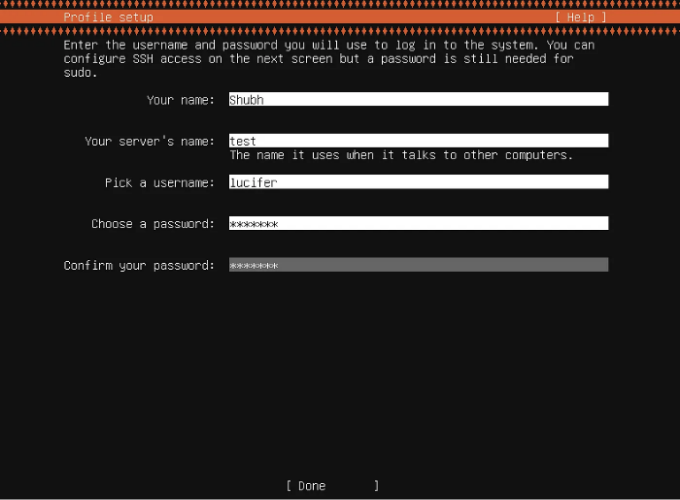 Profile setup [ Help ]
Enter the username and password you will use to log in to the system. You can
configure SSH access on the next screen but a password is still needed for
sudo.
Your name: Shubh
Your server's name: test
The name it uses when it talks to other computers.
Pick a username: lucifer
Choose a password: *******
Confirm your password: *******
[ Done ]